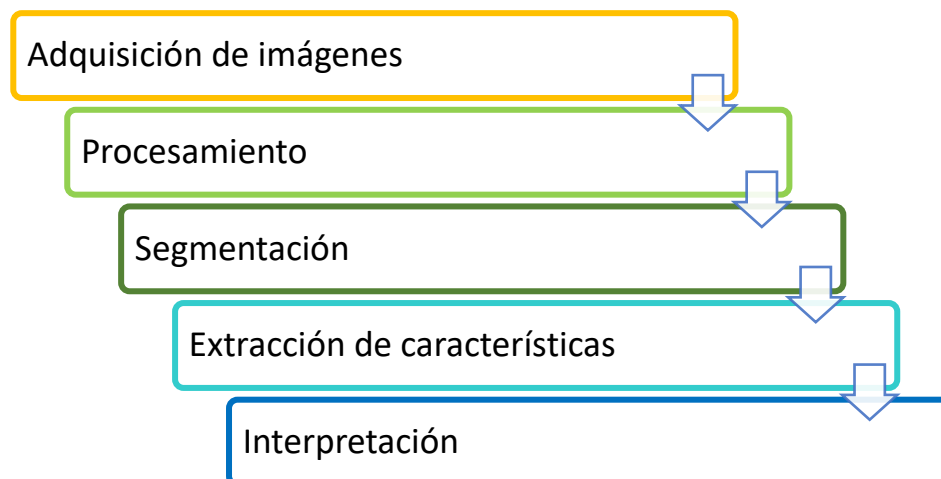 Adquisición de imágenes
Procesamiento
Segmentación
Extracción de características
Interpretación